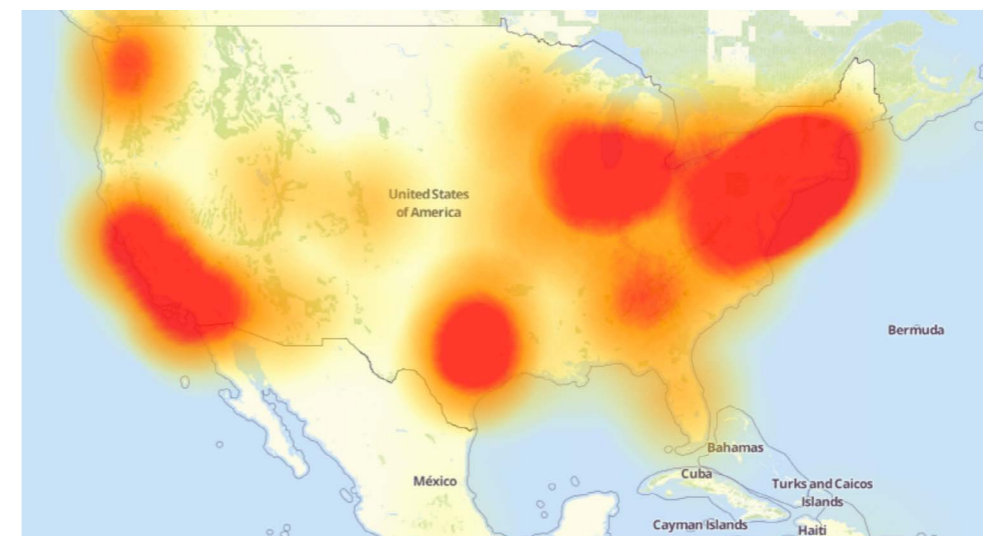 United States
of America
Bermuda
Bahamas
México
Cuba
Turks and Caicos
Islands
Cayman Islands
Haiti